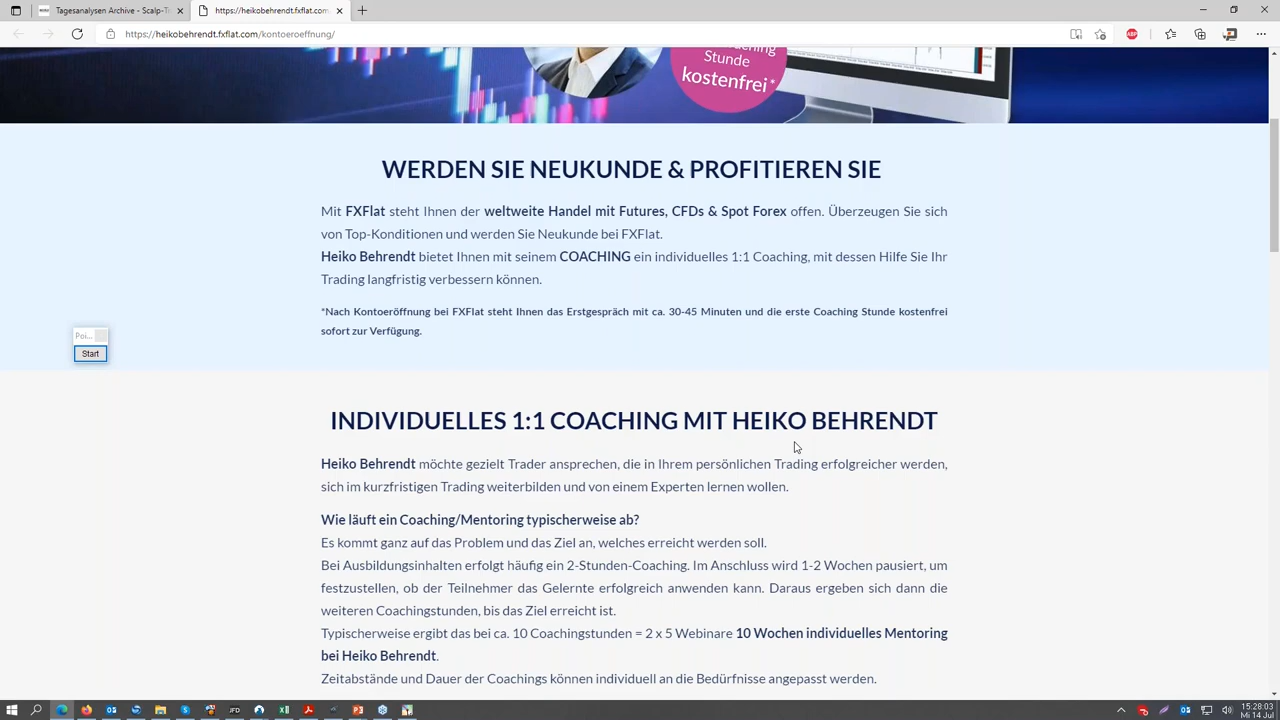 Tagesanalysen Archive - Scalp-T
https://heikobehrendt.fxflat.com
https://heikobehrendt.fxflat.com/kontoeroeffnung/
ABP
Stunde
kostenfrei*
WERDEN SIE NEUKUNDE & PROFITIEREN SIE
Mit FXFlat steht Ihnen der weltweite Handel mit Futures, CFDs & Spot Forex offen. Überzeugen Sie sich
von Top-Konditionen und werden Sie Neukunde bei FXFlat.
Heiko Behrendt bietet Ihnen mit seinem COACHING ein individuelles 1:1 Coaching, mit dessen Hilfe Sie Ihr
Trading langfristig verbessern können.
*Nach Kontoeröffnung bei FXFlat steht Ihnen das Erstgespräch mit ca. 30-45 Minuten und die erste Coaching Stunde kostenfrei
sofort zur Verfügung.
Poi...
Start
INDIVIDUELLES 1:1 COACHING MIT HEIKO BEHRENDT
Heiko Behrendt möchte gezielt Trader ansprechen, die in Ihrem persönlichen Trading erfolgreicher werden,
sich im kurzfristigen Trading weiterbilden und von einem Experten lernen wollen.
Wie läuft ein Coaching/Mentoring typischerweise ab?
Es kommt ganz auf das Problem und das Ziel an, welches erreicht werden soll.
Bei Ausbildungsinhalten erfolgt häufig ein 2-Stunden-Coaching. Im Anschluss wird 1-2 Wochen pausiert, um
festzustellen, ob der Teilnehmer das Gelernte erfolgreich anwenden kann. Daraus ergeben sich dann die
weiteren Coachingstunden, bis das Ziel erreicht ist.
Typischerweise ergibt das bei ca. 10 Coachingstunden = 2 x 5 Webinare 10 Wochen individuelles Mentoring
bei Heiko Behrendt.
Zeitabstände und Dauer der Coachings können individuell an die Bedürfnisse angepasst werden.
JFD
15:28:03
Mi 14 Jul